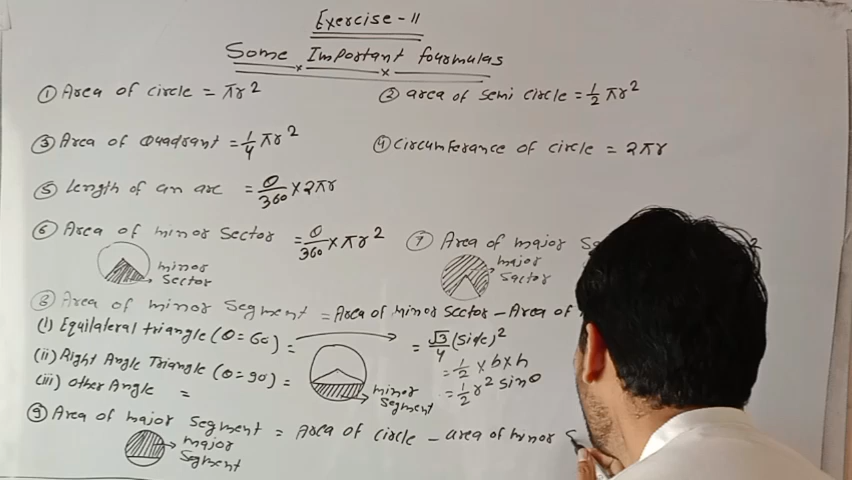 Exercise-11
Some Important fourmulas
① Area of circle = πr²
② area of semi circle = 1/2 πr²
③ Area of Quadrant = 1/4 πr²
④ Circumferance of circle = 2πr
⑤ Length of an arc = θ/360 × 2πr
⑥ Area of minor Sector = θ/360 × πr²
⑦ Area of major
minor Sector
major Sector
⑧ Area of minor Segment = Area of minor Sector - Area of
(i) Equilateral triangle (θ = 60) = = √3/4 (Side)²
(ii) Right Angle Triangle (θ = 90) = = 1/2 × b × h
(iii) Other Angle = = 1/2 r² sinθ
minor Segment
⑨ Area of major Segment = Area of circle - area of minor S
major Segment